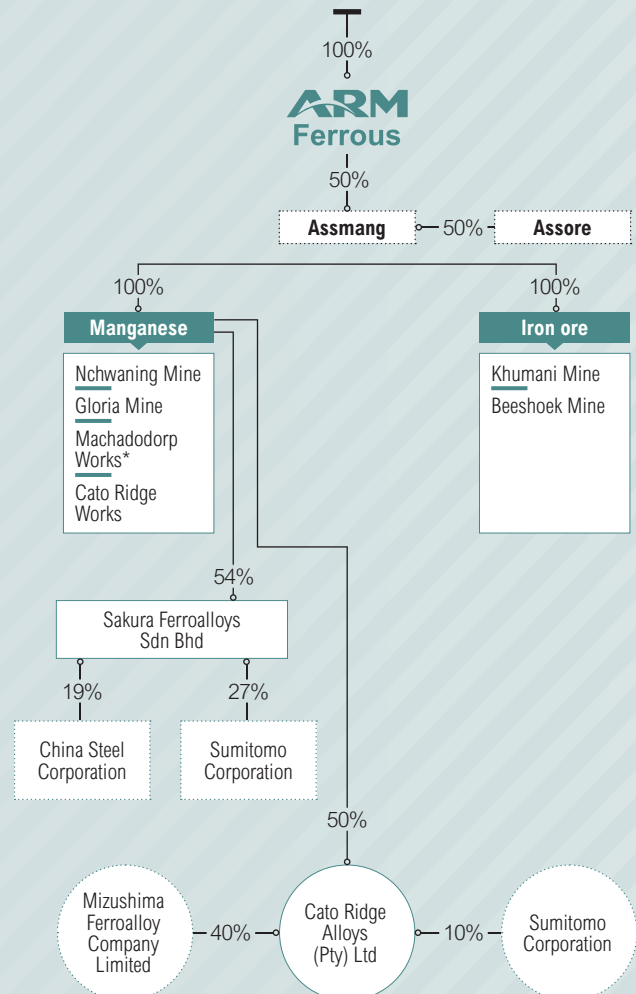 100%
ARM
Ferrous
50%
Assmang
50%
Assore
100%
100%
Manganese
Iron ore
Nchwaning Mine
Gloria Mine
Machadodorp
Works*
Cato Ridge
Works
Khumani Mine
Beeshoek Mine
54%
Sakura Ferroalloys
Sdn Bhd
19%
27%
China Steel
Corporation
Sumitomo
Corporation
50%
Mizushima
Ferroalloy
Company
Limited
40%
Cato Ridge
Alloys
(Pty) Ltd
10%
Sumitomo
Corporation